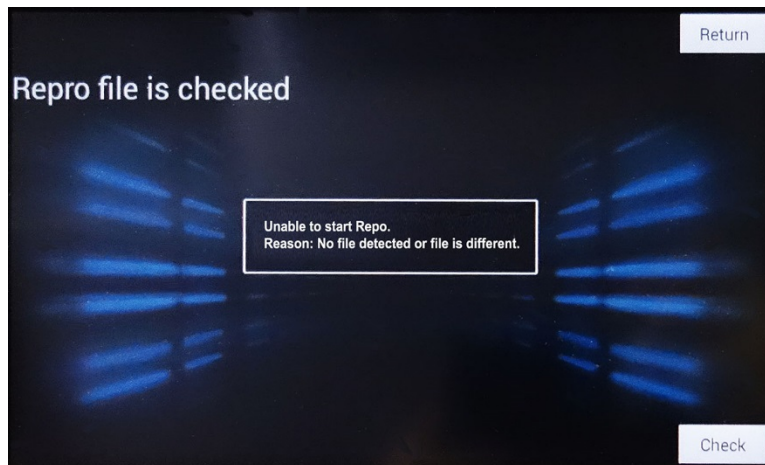 Return
Repro file is checked
Unable to start Repo.
Reason: No file detected or file is different.
Check